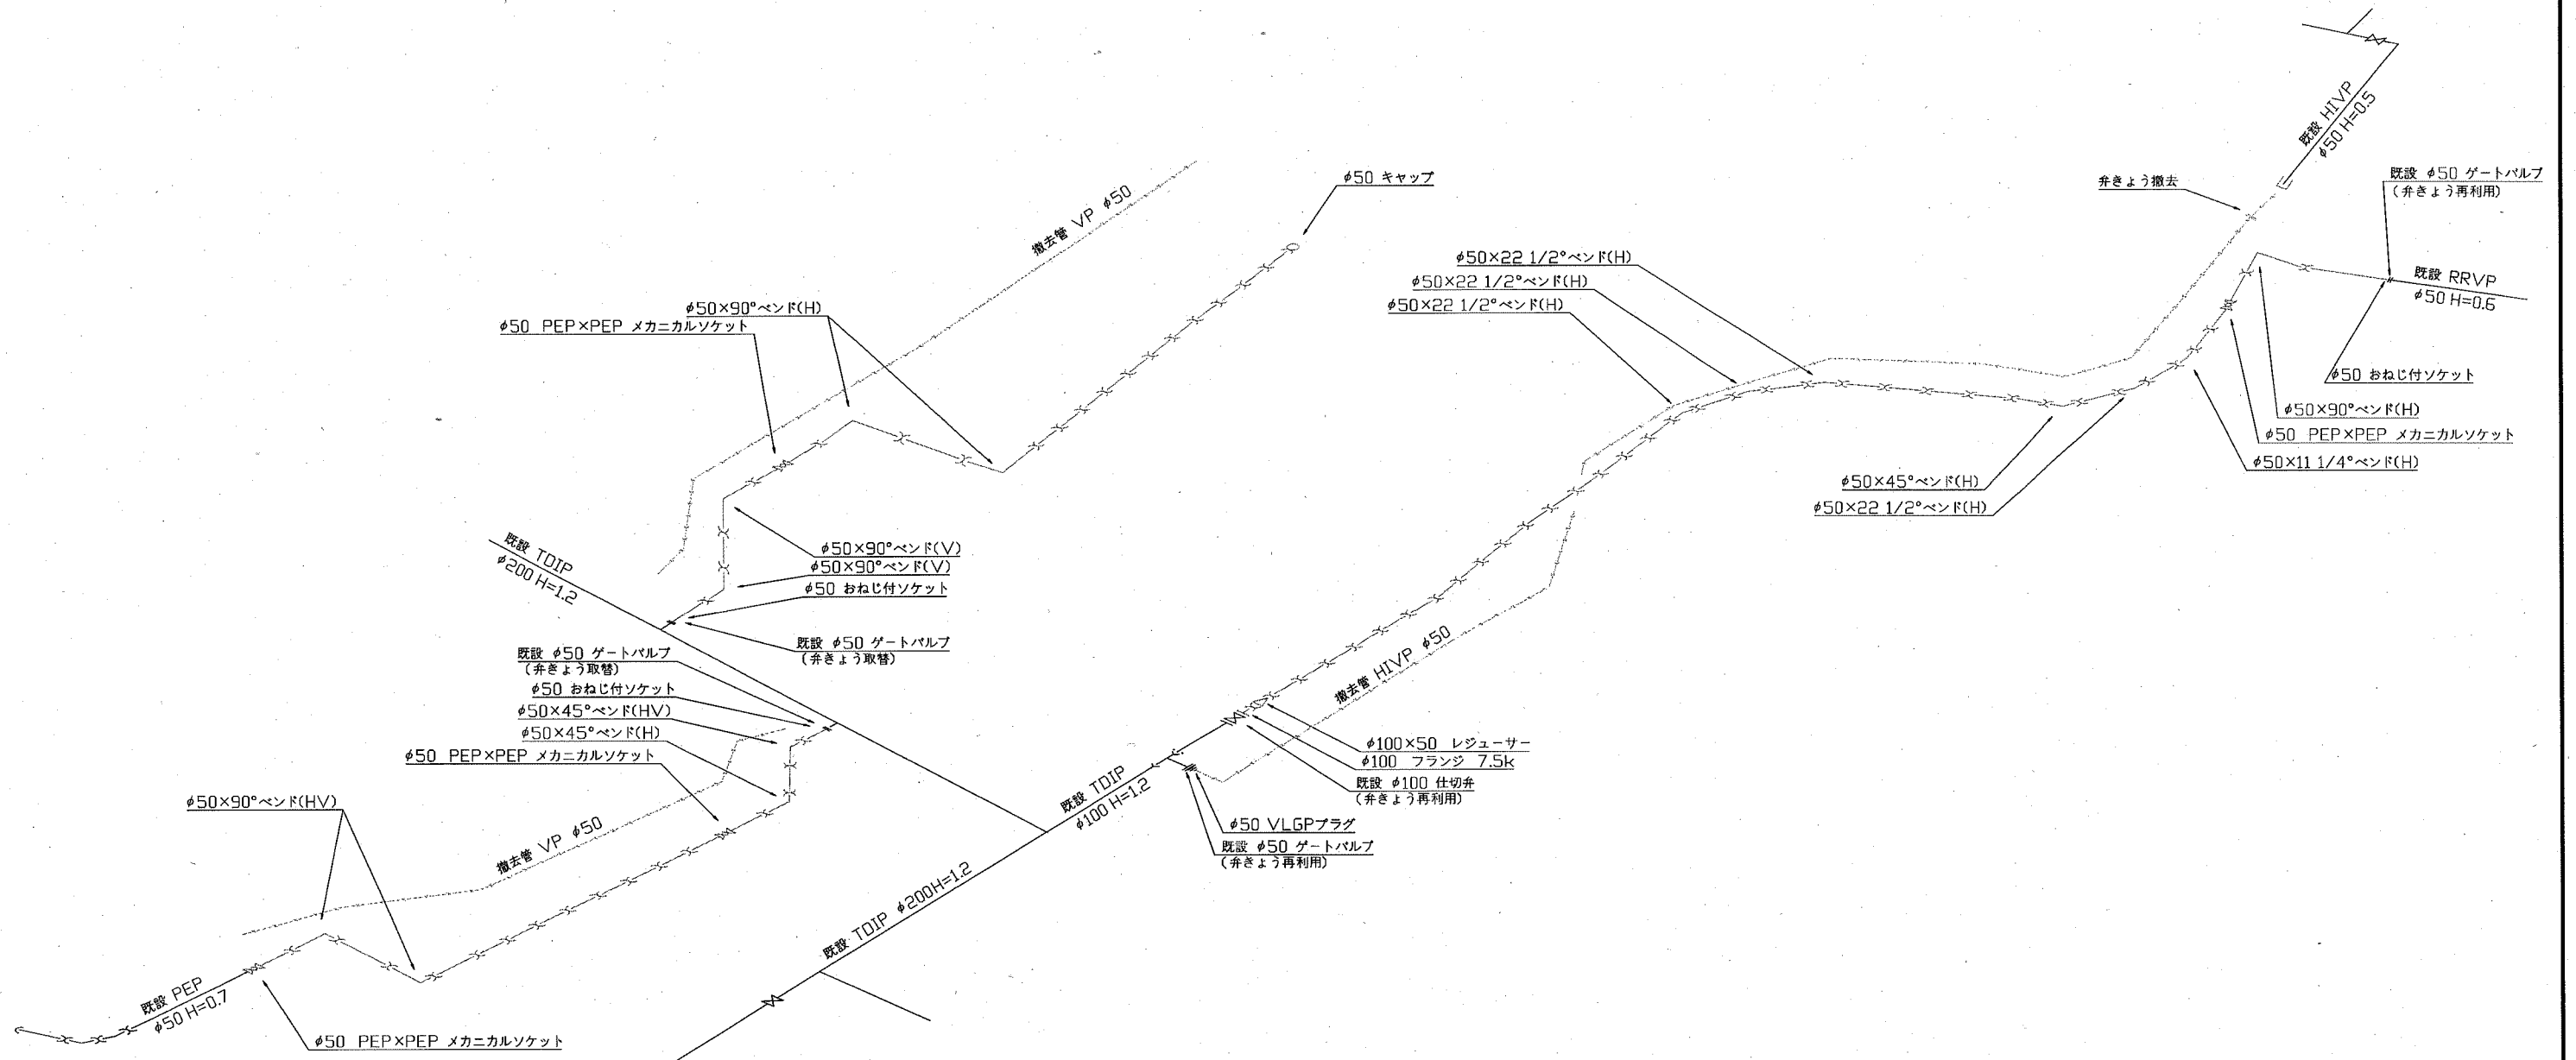 既設 HIVP
φ50 H=0.5
弁きょう撤去
既設 φ50 ゲートバルブ
(弁きょう再利用)
既設 RRVP
φ50 H=0.6
φ50 おねじ付ソケット
φ50×90°ベンド(H)
φ50 PEP×PEP メカニカルソケット
φ50×11 1/4°ベンド(H)
φ50×45°ベンド(H)
φ50×22 1/2°ベンド(H)
φ50×22 1/2°ベンド(H)
φ50×22 1/2°ベンド(H)
φ50×22 1/2°ベンド(H)
φ50 キャップ
撤去管 VP φ50
φ50×90°ベンド(H)
φ50 PEP×PEP メカニカルソケット
φ50×90°ベンド(V)
φ50×90°ベンド(V)
φ50 おねじ付ソケット
既設 φ50 ゲートバルブ
(弁きょう取替)
既設 TDIP
φ200 H=1.2
既設 φ50 ゲートバルブ
(弁きょう取替)
φ50 おねじ付ソケット
φ50×45°ベンド(HV)
φ50×45°ベンド(H)
φ50 PEP×PEP メカニカルソケット
φ50×90°ベンド(HV)
撤去管 VP φ50
既設 PEP
φ50 H=0.7
φ50 PEP×PEP メカニカルソケット
既設 TDIP φ200H=1.2
既設 TDIP
φ100 H=1.2
撤去管 HIVP φ50
φ100×50 レジューサー
φ100 フランジ 7.5k
既設 φ100 仕切弁
(弁きょう再利用)
φ50 VLGPプラグ
既設 φ50 ゲートバルブ
(弁きょう再利用)